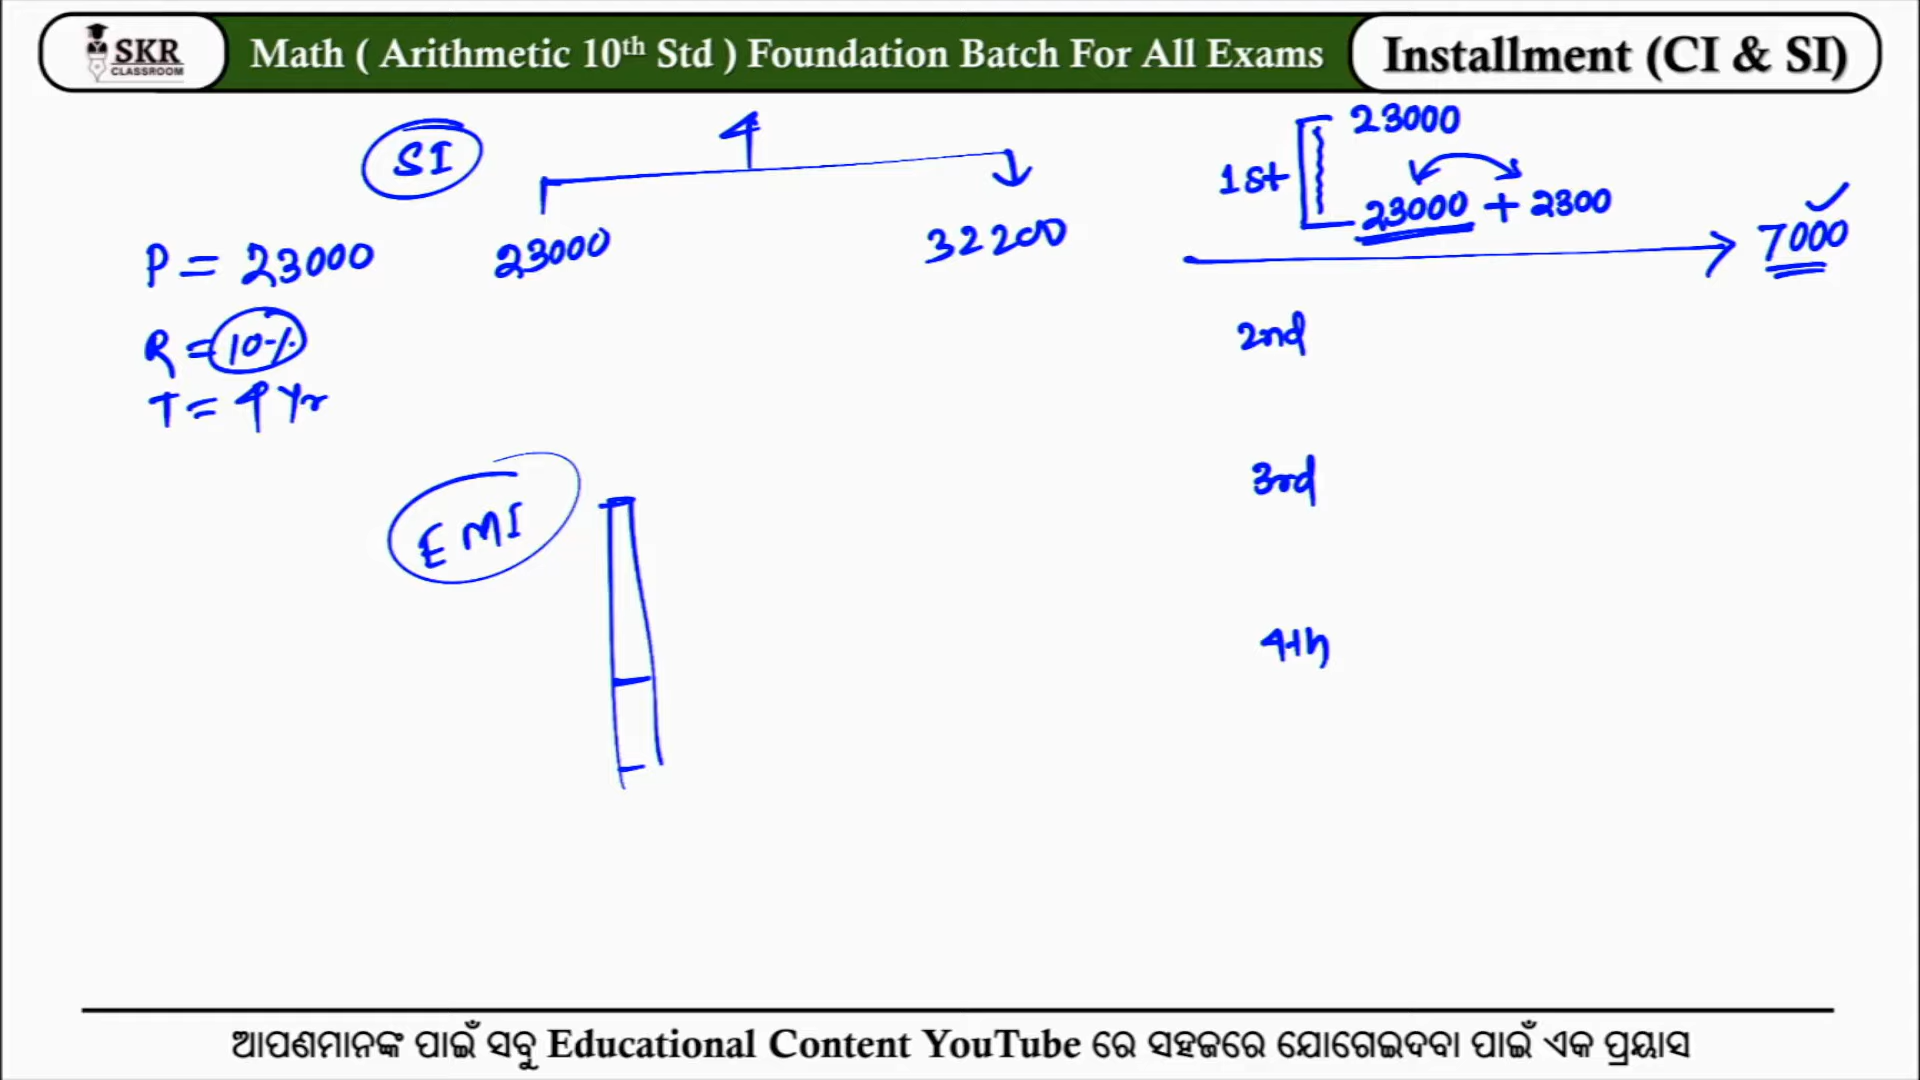 SKR
CLASSROOM
Math ( Arithmetic 10th Std ) Foundation Batch For All Exams
Installment (CI & SI)
SI
4
23000
32200
P = 23000
R = 10%
T = 4 Yr
1st
23000
23000 + 2300
7000
2nd
3rd
4th
EMI
ଆପଣମାନଙ୍କ ପାଇଁ ସବୁ Educational Content YouTube ରେ ସହଜରେ ଯୋଗେଇଦବା ପାଇଁ ଏକ ପ୍ରୟାସ